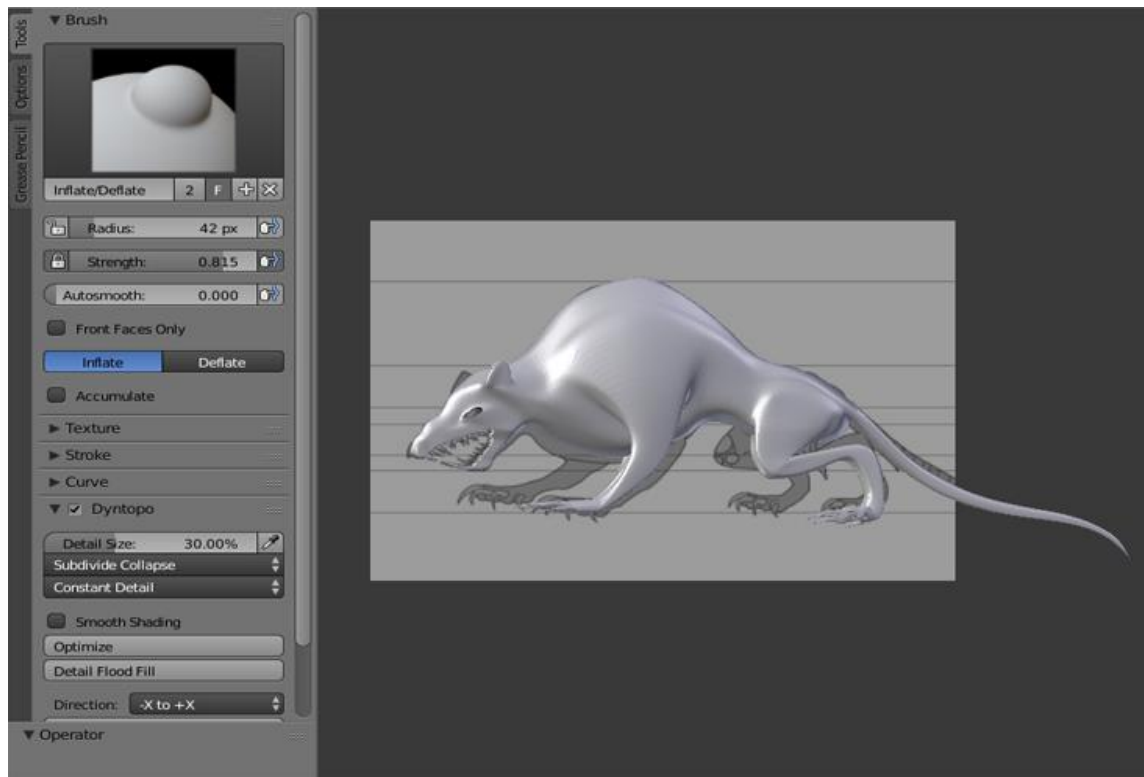 Tools
Options
Grease Pencil
Brush
Inflate/Deflate 2 F
Radius: 42 px
Strength: 0.815
Autosmooth: 0.000
Front Faces Only
Inflate Deflate
Accumulate
Texture
Stroke
Curve
Dyntopo
Detail Size: 30.00%
Subdivide Collapse
Constant Detail
Smooth Shading
Optimize
Detail Flood Fill
Direction: -X to +X
Operator